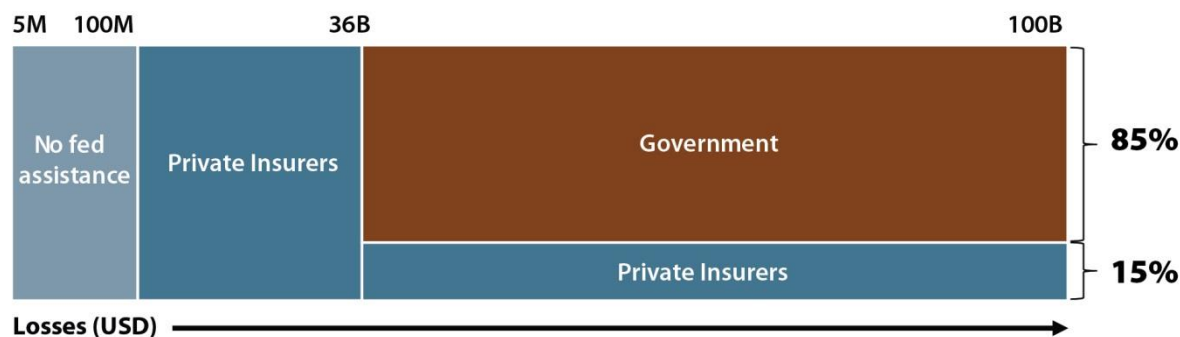 5M 100M 36B 100B
No fed
assistance
Private Insurers
Government
85%
Private Insurers
15%
Losses (USD)